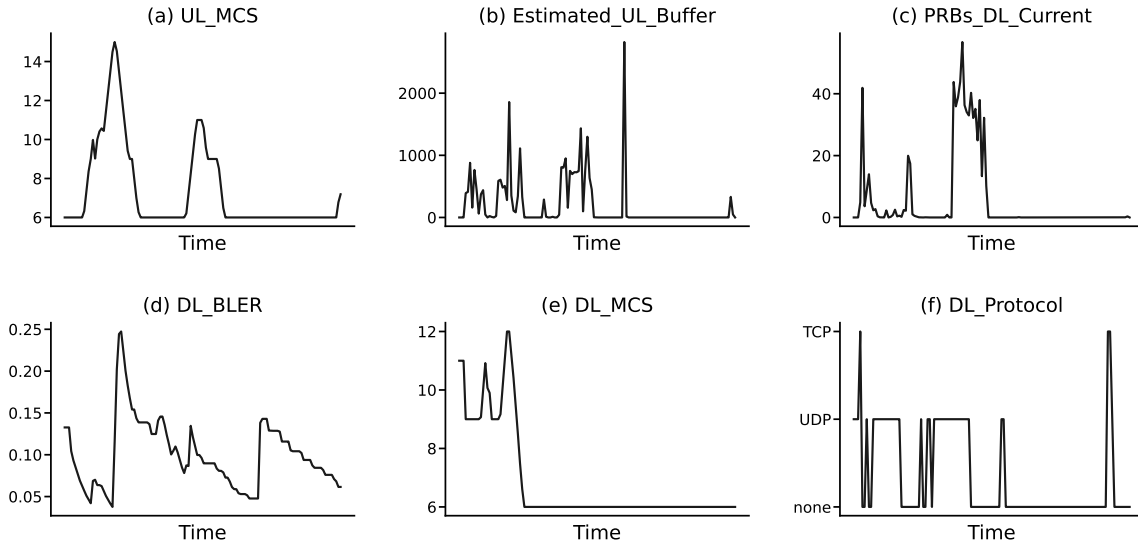 (a) UL_MCS
14
12
10
8
6
Time
(b) Estimated_UL_Buffer
2000
1000
0
Time
(c) PRBs_DL_Current
40
20
0
Time
(d) DL_BLER
0.25
0.20
0.15
0.10
0.05
Time
(e) DL_MCS
12
10
8
6
Time
(f) DL_Protocol
TCP
UDP
none
Time